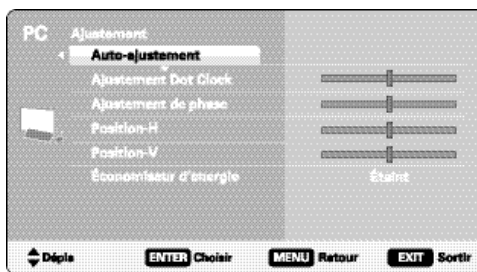 PC Ajustement
Auto-ajustement
Ajustement Dot Clock
Ajustement de phase
Position-H
Position-V
Économiseur d'énergie Éteint
Dépla ENTER Choisir MENU Retour EXIT Sortir